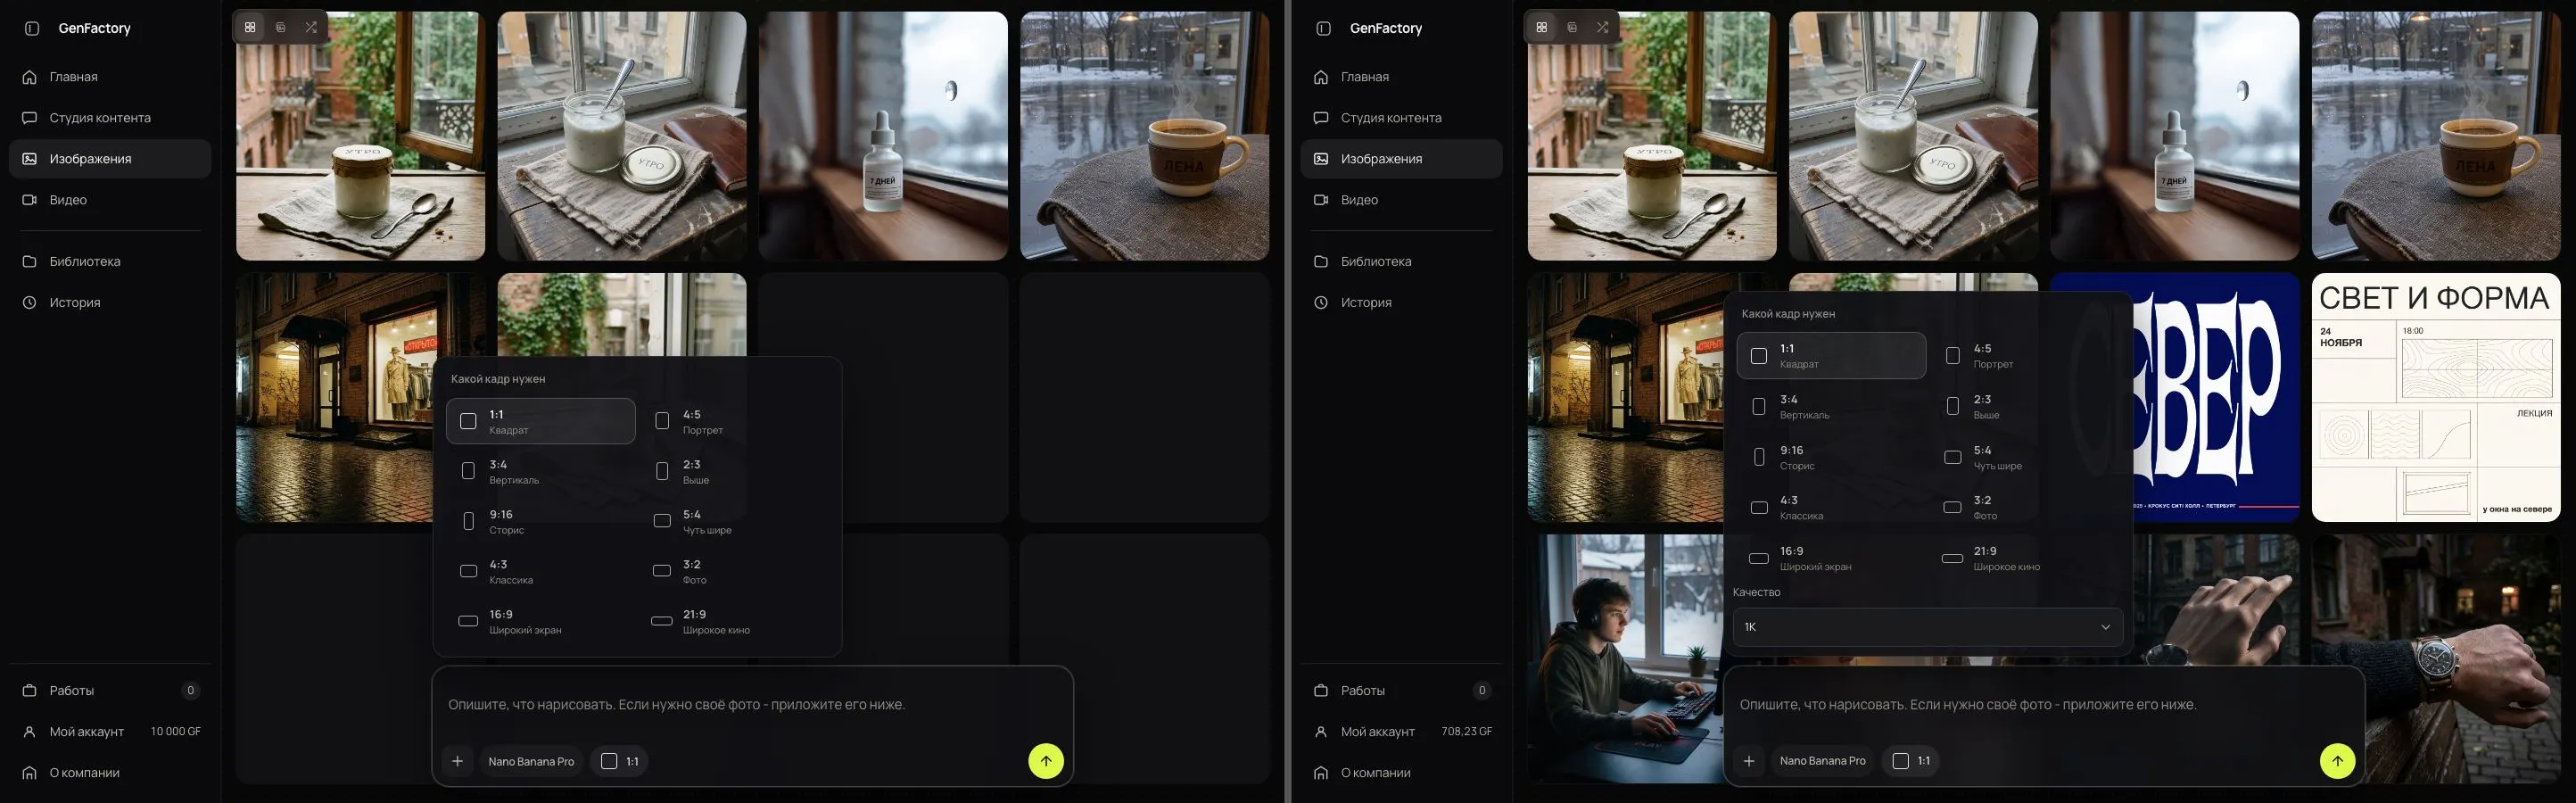 GenFactory
Главная
Студия контента
Изображения
Видео
Библиотека
История
Работы
0
Мой аккаунт
10 000 GF
О компании
УТРО
УТРО
7 ДНЕЙ
ЛЕНА
Какой кадр нужен
1:1
Квадрат
4:5
Портрет
3:4
Вертикаль
2:3
Выше
9:16
Сторис
5:4
Чуть шире
4:3
Классика
3:2
Фото
16:9
Широкий экран
21:9
Широкое кино
Опишите, что нарисовать. Если нужно своё фото - приложите его ниже.
Nano Banana Pro
1:1
GenFactory
Главная
Студия контента
Изображения
Видео
Библиотека
История
Работы
0
Мой аккаунт
708,23 GF
О компании
УТРО
УТРО
7 ДНЕЙ
ЛЕНА
СВЕТ И ФОРМА
24
НОЯБРЯ
18:00
ЛЕКЦИЯ
у окна на севере
СЕВЕР
• КРОКУС СИТИ ХОЛЛ • ПЕТЕРБУРГ
Какой кадр нужен
1:1
Квадрат
4:5
Портрет
3:4
Вертикаль
2:3
Выше
9:16
Сторис
5:4
Чуть шире
4:3
Классика
3:2
Фото
16:9
Широкий экран
21:9
Широкое кино
Качество
1K
Опишите, что нарисовать. Если нужно своё фото - приложите его ниже.
Nano Banana Pro
1:1